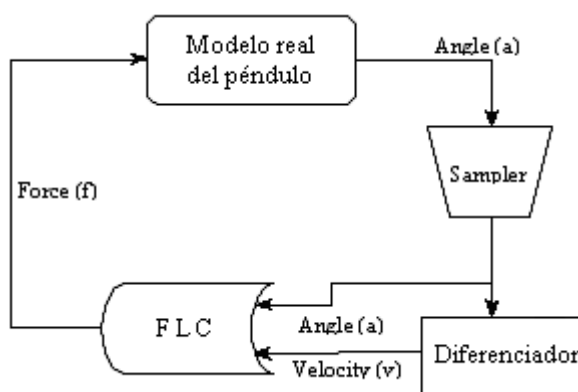 Modelo real
del péndulo
Angle (a)
Sampler
Force (f)
F L C
Angle (a)
Velocity (v)
Diferenciador